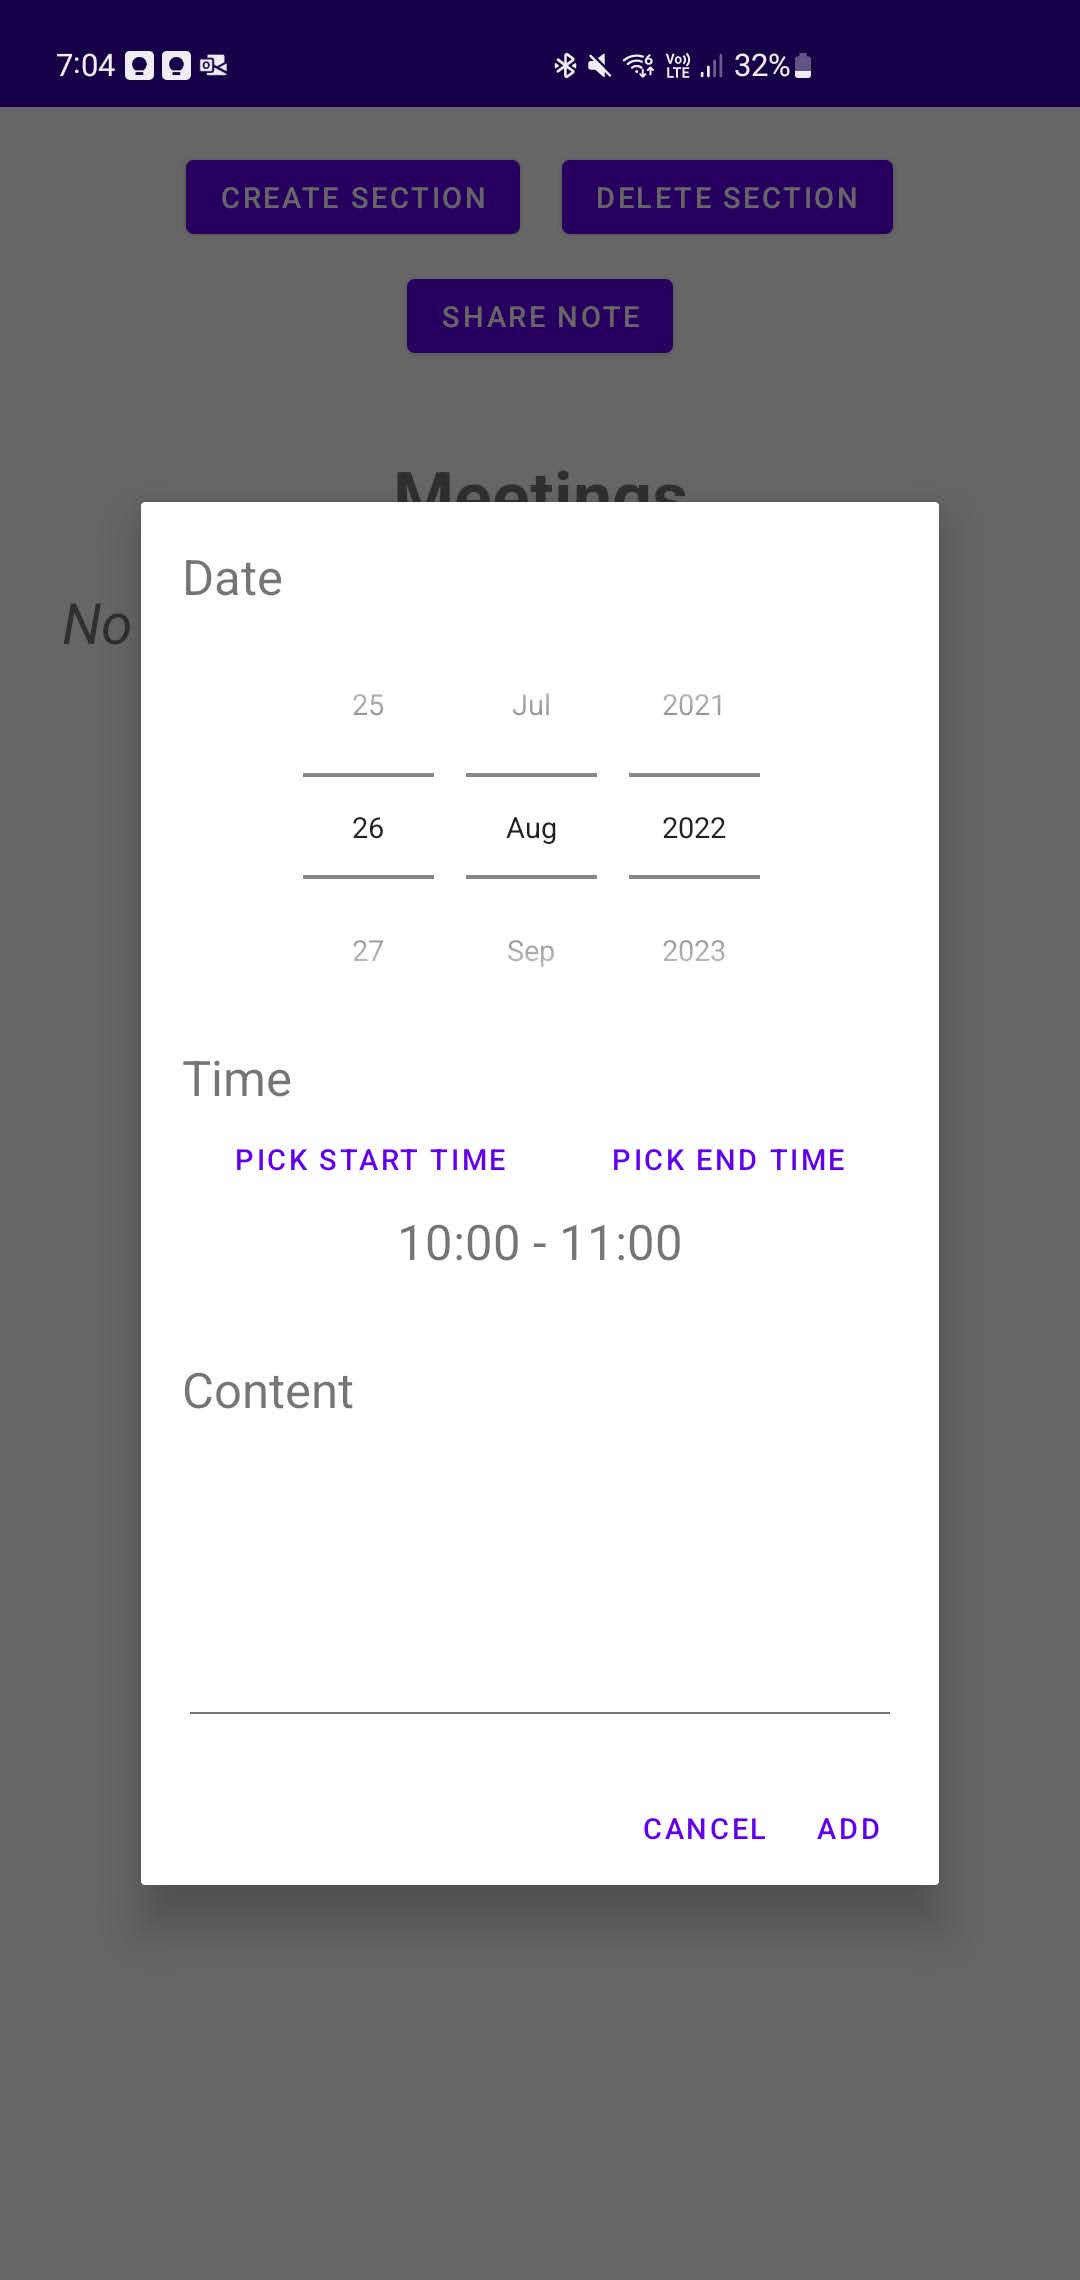 7:04 Vo)) LTE 32%
CREATE SECTION DELETE SECTION
SHARE NOTE
Meetings
No
Date
25 Jul 2021
26 Aug 2022
27 Sep 2023
Time
PICK START TIME PICK END TIME
10:00 - 11:00
Content
CANCEL ADD